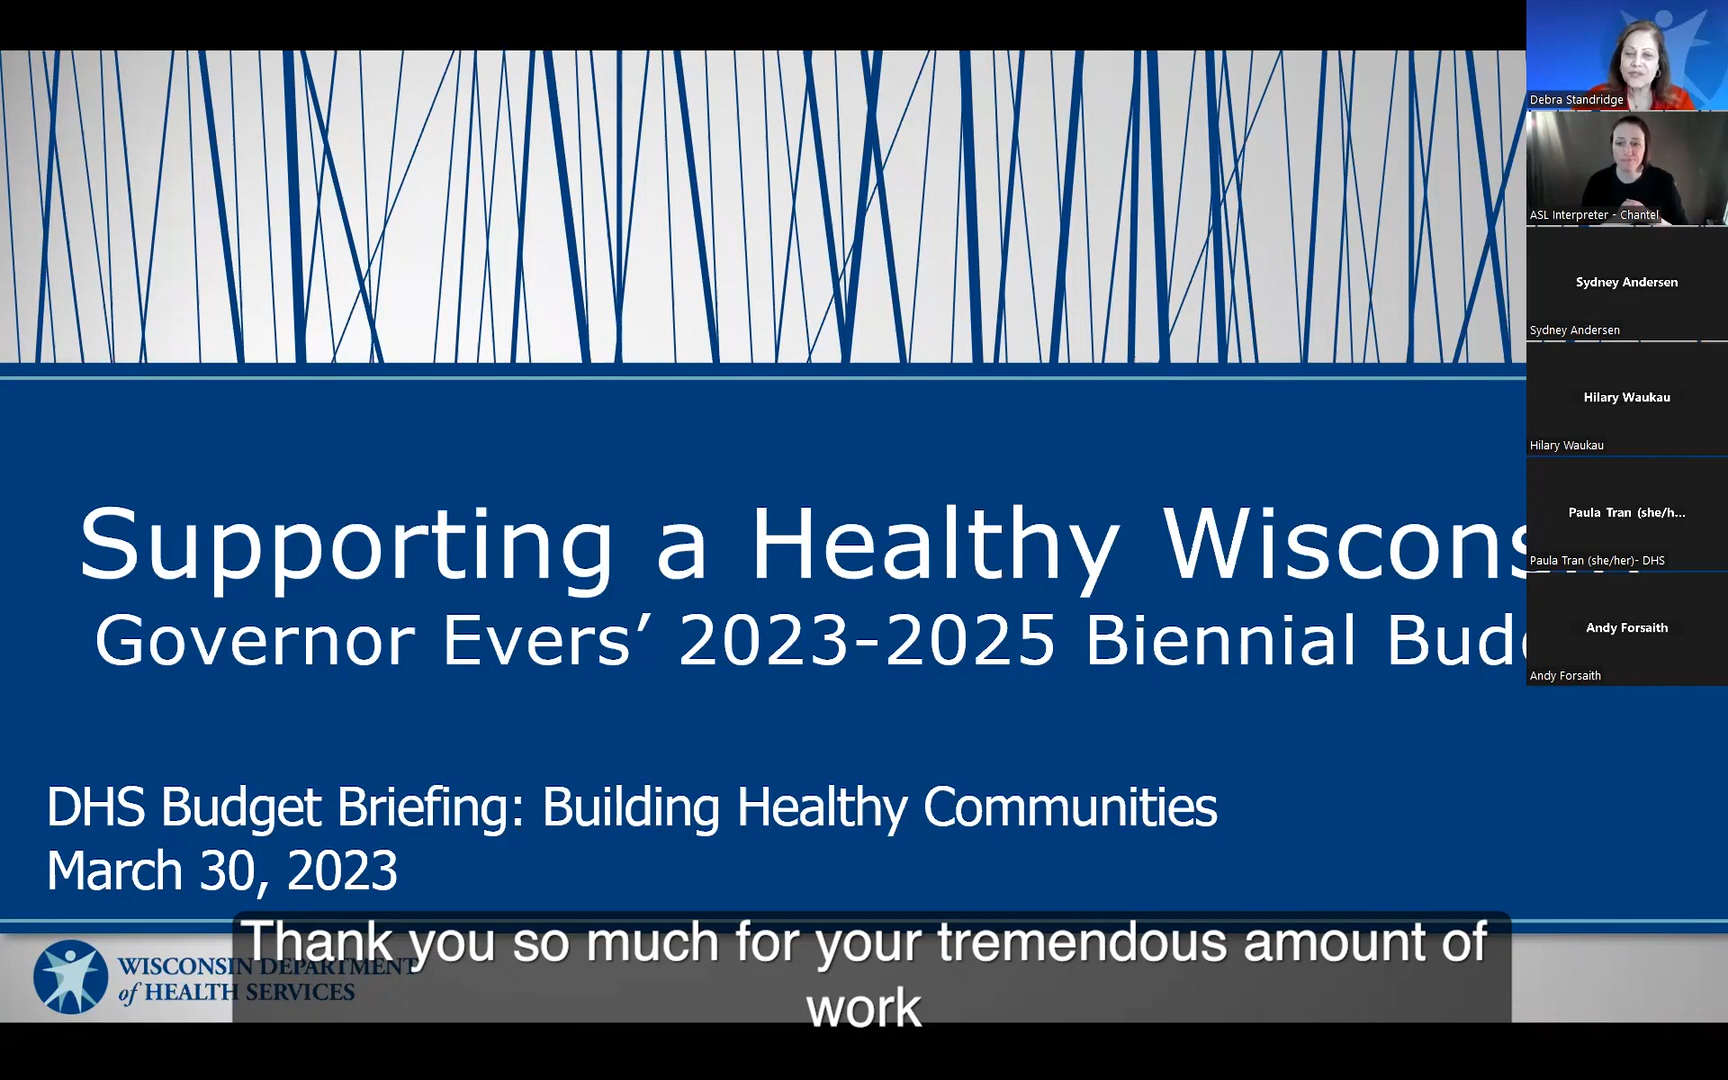 Debra Standridge
ASL Interpreter - Chantel
Sydney Andersen
Sydney Andersen
Hilary Waukau
Hilary Waukau
Paula Tran (she/h...
Paula Tran (she/her)- DHS
Andy Forsaith
Andy Forsaith
Supporting a Healthy Wiscons
Governor Evers’ 2023-2025 Biennial Budg
DHS Budget Briefing: Building Healthy Communities
March 30, 2023
Thank you so much for your tremendous amount of
work
WISCONSIN DEPARTMENT
of HEALTH SERVICES